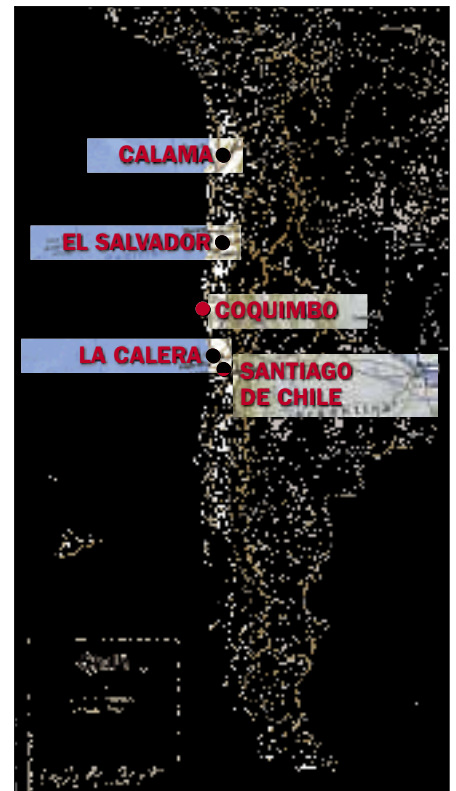 CALAMA
EL SALVADOR
COQUIMBO
LA CALERA
SANTIAGO
DE CHILE